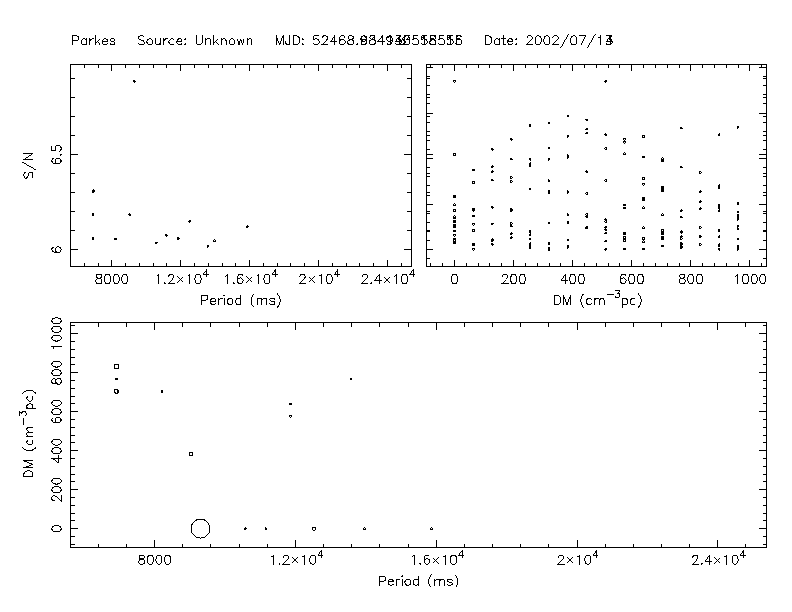 Parkes Source: Unknown MJD: Date: 2002/07/
S/N
6.5
6
8000 1.2×10⁴ 1.6×10⁴ 2×10⁴ 2.4×10⁴
Period (ms)
0 200 400 600 800 1000
DM (cm⁻³pc)
DM (cm⁻³pc)
1000
800
600
400
200
0
8000 1.2×10⁴ 1.6×10⁴ 2×10⁴ 2.4×10⁴
Period (ms)